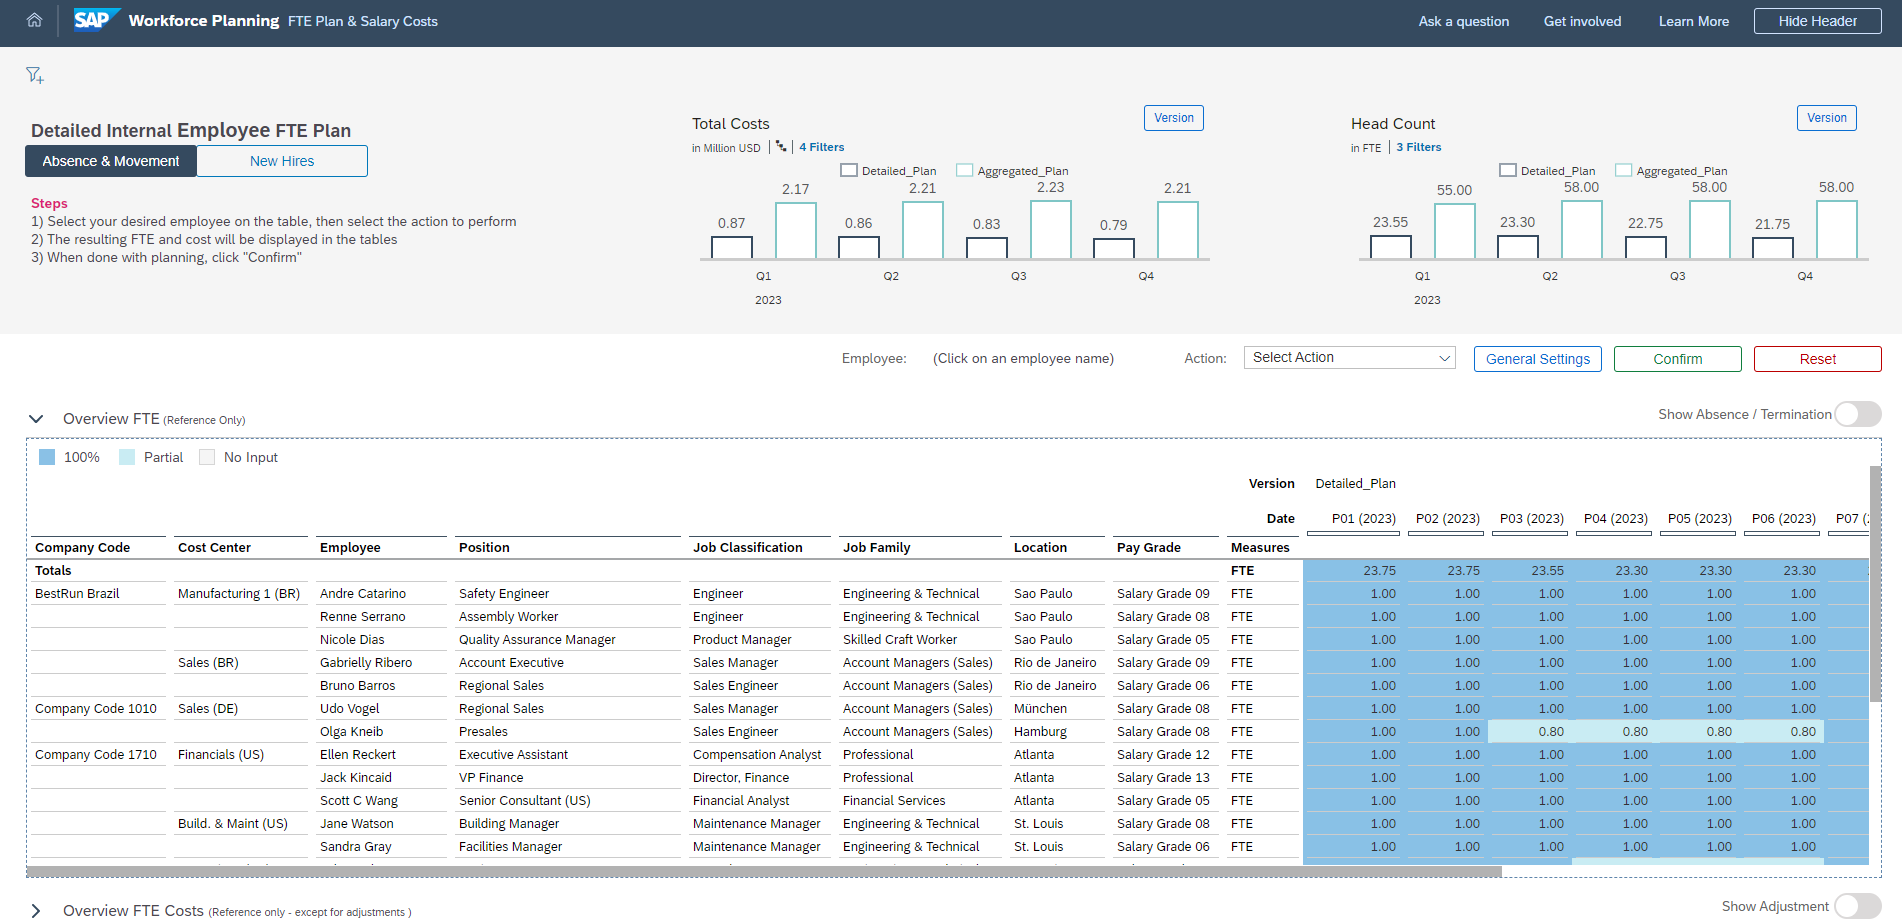 SAP Workforce Planning FTE Plan & Salary Costs Ask a question Get involved Learn More Hide Header
Detailed Internal Employee FTE Plan
Absence & Movement New Hires
Steps
1) Select your desired employee on the table, then select the action to perform
2) The resulting FTE and cost will be displayed in the tables
3) When done with planning, click "Confirm"
Total Costs Version
in Million USD 4 Filters
Detailed_Plan Aggregated_Plan
0.87 2.17 0.86 2.21 0.83 2.23 0.79 2.21
Q1 Q2 Q3 Q4
2023
Head Count Version
in FTE 3 Filters
Detailed_Plan Aggregated_Plan
23.55 55.00 23.30 58.00 22.75 58.00 21.75 58.00
Q1 Q2 Q3 Q4
2023
Employee: (Click on an employee name) Action: Select Action General Settings Confirm Reset
Overview FTE (Reference Only) Show Absence / Termination
100% Partial No Input
Version Detailed_Plan
Date P01 (2023) P02 (2023) P03 (2023) P04 (2023) P05 (2023) P06 (2023) P07
Company Code Cost Center Employee Position Job Classification Job Family Location Pay Grade Measures
Totals FTE 23.75 23.75 23.55 23.30 23.30 23.30
BestRun Brazil Manufacturing 1 (BR) Andre Catarino Safety Engineer Engineer Engineering & Technical Sao Paulo Salary Grade 09 FTE 1.00 1.00 1.00 1.00 1.00 1.00
Renne Serrano Assembly Worker Engineer Engineering & Technical Sao Paulo Salary Grade 08 FTE 1.00 1.00 1.00 1.00 1.00 1.00
Nicole Dias Quality Assurance Manager Product Manager Skilled Craft Worker Sao Paulo Salary Grade 05 FTE 1.00 1.00 1.00 1.00 1.00 1.00
Sales (BR) Gabrielly Ribero Account Executive Sales Manager Account Managers (Sales) Rio de Janeiro Salary Grade 09 FTE 1.00 1.00 1.00 1.00 1.00 1.00
Bruno Barros Regional Sales Sales Engineer Account Managers (Sales) Rio de Janeiro Salary Grade 06 FTE 1.00 1.00 1.00 1.00 1.00 1.00
Company Code 1010 Sales (DE) Udo Vogel Regional Sales Sales Manager Account Managers (Sales) München Salary Grade 08 FTE 1.00 1.00 1.00 1.00 1.00 1.00
Olga Kneib Presales Sales Engineer Account Managers (Sales) Hamburg Salary Grade 08 FTE 1.00 1.00 0.80 0.80 0.80 0.80
Company Code 1710 Financials (US) Ellen Reckert Executive Assistant Compensation Analyst Professional Atlanta Salary Grade 12 FTE 1.00 1.00 1.00 1.00 1.00 1.00
Jack Kincaid VP Finance Director, Finance Professional Atlanta Salary Grade 13 FTE 1.00 1.00 1.00 1.00 1.00 1.00
Scott C Wang Senior Consultant (US) Financial Analyst Financial Services Atlanta Salary Grade 05 FTE 1.00 1.00 1.00 1.00 1.00 1.00
Build. & Maint (US) Jane Watson Building Manager Maintenance Manager Engineering & Technical St. Louis Salary Grade 08 FTE 1.00 1.00 1.00 1.00 1.00 1.00
Sandra Gray Facilities Manager Maintenance Manager Engineering & Technical St. Louis Salary Grade 06 FTE 1.00 1.00 1.00 1.00 1.00 1.00
Overview FTE Costs (Reference only - except for adjustments ) Show Adjustment